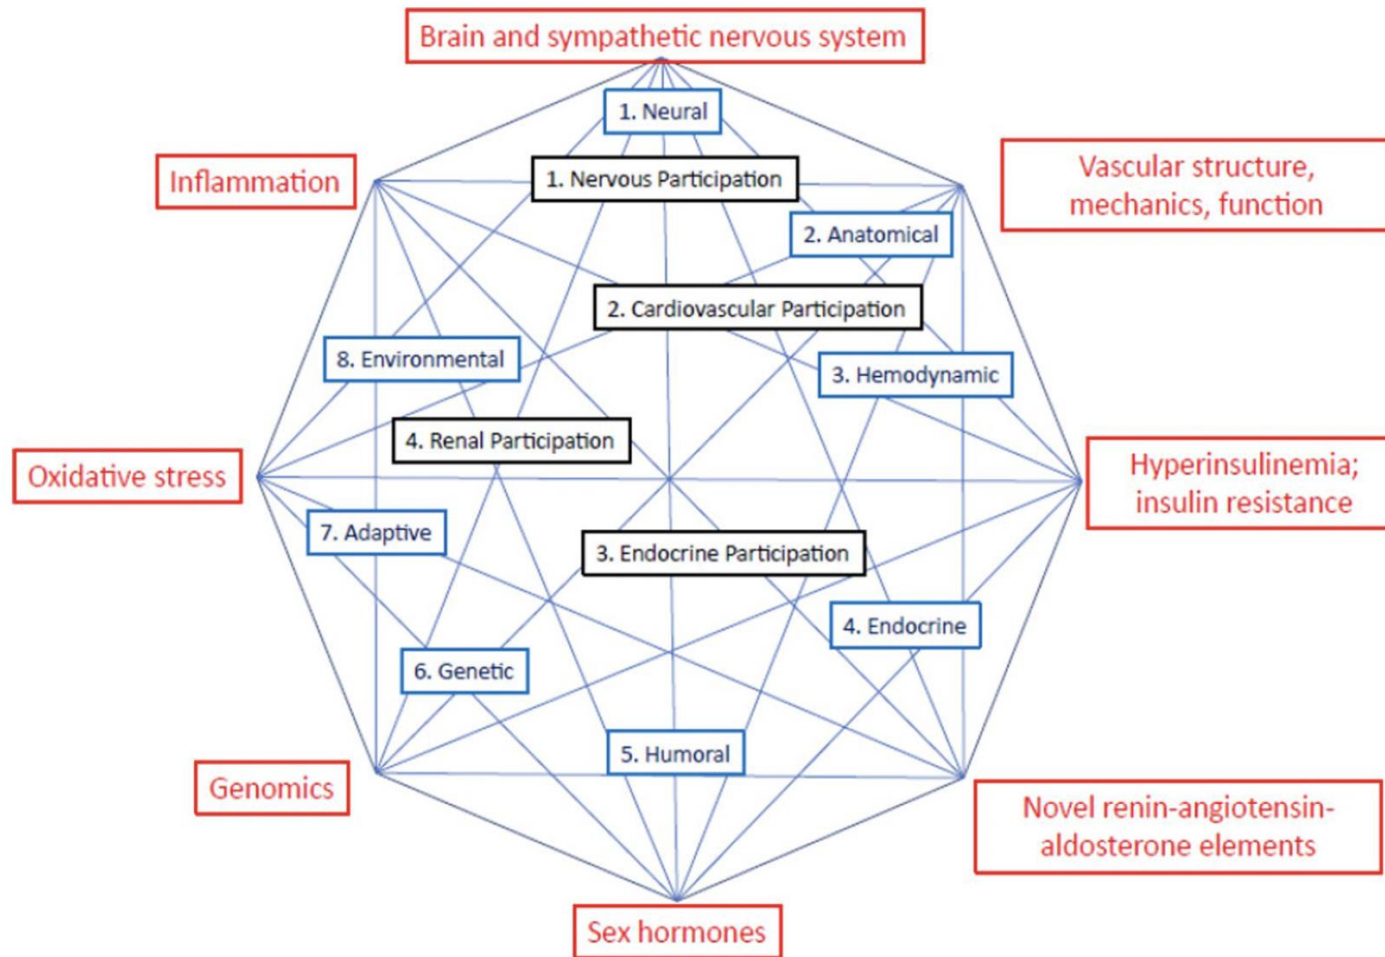 Brain and sympathetic nervous system
1. Neural
Inflammation
1. Nervous Participation
Vascular structure,
mechanics, function
2. Anatomical
2. Cardiovascular Participation
8. Environmental
3. Hemodynamic
4. Renal Participation
Oxidative stress
Hyperinsulinemia;
insulin resistance
7. Adaptive
3. Endocrine Participation
4. Endocrine
6. Genetic
5. Humoral
Genomics
Novel renin-angiotensin-
aldosterone elements
Sex hormones